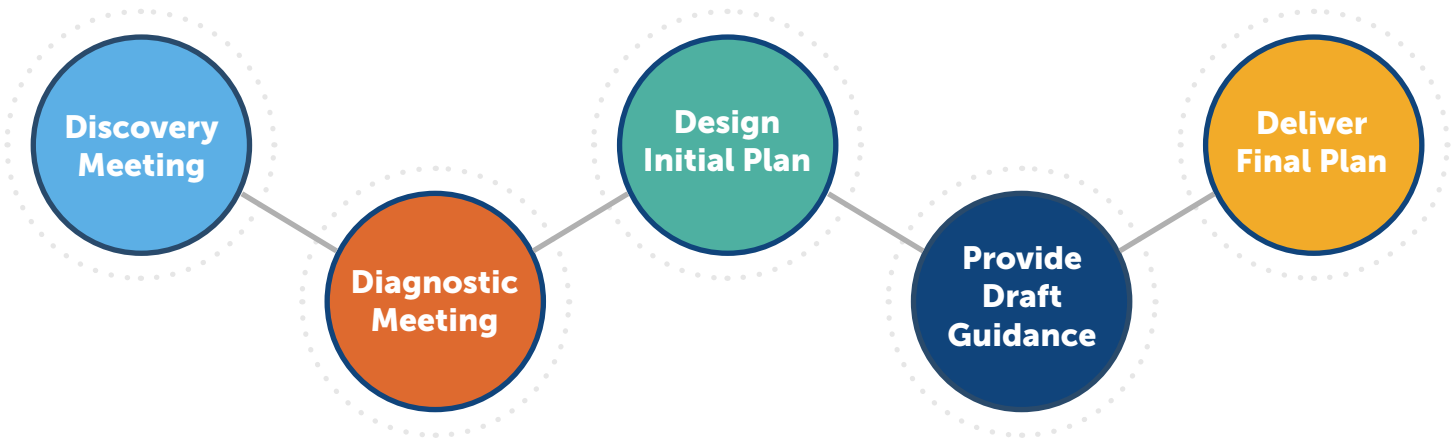 Discovery
Meeting
Diagnostic
Meeting
Design
Initial Plan
Provide
Draft
Guidance
Deliver
Final Plan